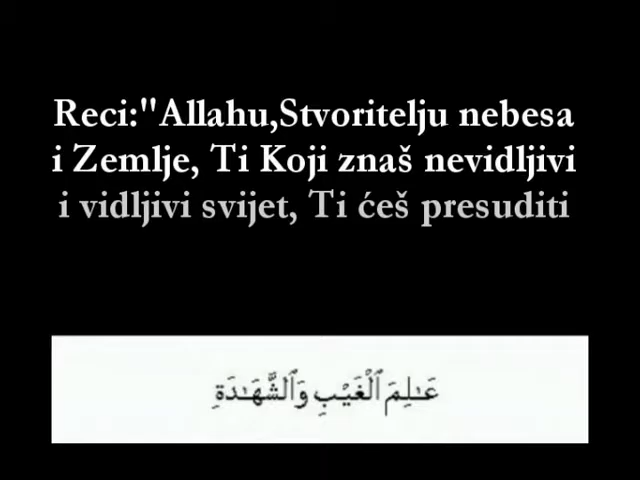 Reci:"Allahu,Stvoritelju nebesa
i Zemlje, Ti Koji znaš nevidljivi
i vidljivi svijet, Ti ćeš presuditi
عَـٰلِمَ ٱلْغَيْبِ وَٱلشَّهَـٰدَةِ